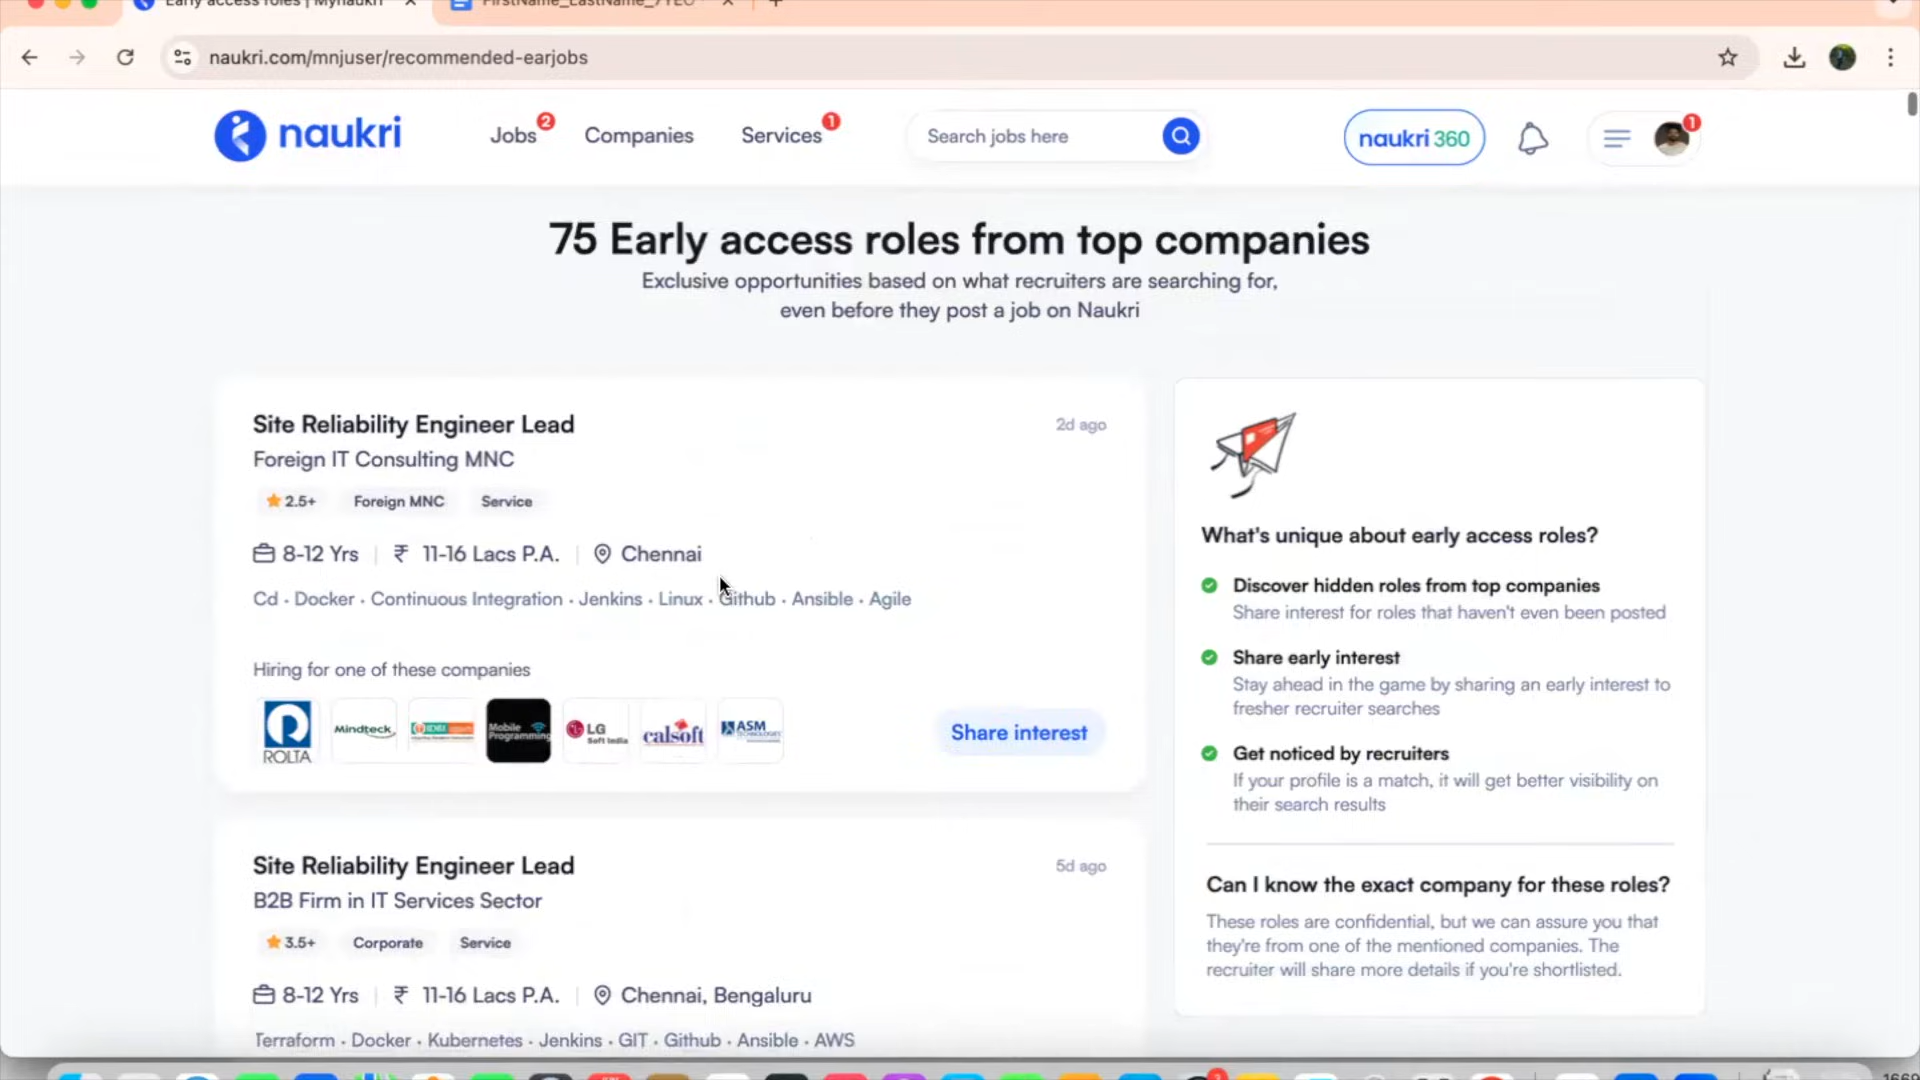 Early access roles | Mynaukri
FirstName_LastName_7YEO
naukri.com/mnjuser/recommended-earjobs
naukri
Jobs
2
Companies
Services
1
Search jobs here
naukri 360
1
75 Early access roles from top companies
Exclusive opportunities based on what recruiters are searching for,
even before they post a job on Naukri
Site Reliability Engineer Lead
2d ago
Foreign IT Consulting MNC
2.5+
Foreign MNC
Service
8-12 Yrs | ₹ 11-16 Lacs P.A. | Chennai
Cd · Docker · Continuous Integration · Jenkins · Linux · Github · Ansible · Agile
Hiring for one of these companies
ROLTA
Mindteck
Mobile
Programming
LG
Soft India
calsoft
ASM
TECHNOLOGIES
Share interest
Site Reliability Engineer Lead
5d ago
B2B Firm in IT Services Sector
3.5+
Corporate
Service
8-12 Yrs | ₹ 11-16 Lacs P.A. | Chennai, Bengaluru
Terraform · Docker · Kubernetes · Jenkins · GIT · Github · Ansible · AWS
What's unique about early access roles?
Discover hidden roles from top companies
Share interest for roles that haven't even been posted
Share early interest
Stay ahead in the game by sharing an early interest to
fresher recruiter searches
Get noticed by recruiters
If your profile is a match, it will get better visibility on
their search results
Can I know the exact company for these roles?
These roles are confidential, but we can assure you that
they're from one of the mentioned companies. The
recruiter will share more details if you're shortlisted.